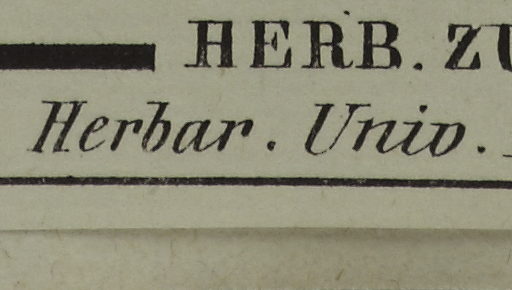 HERB. ZU
Herbar. Univ.